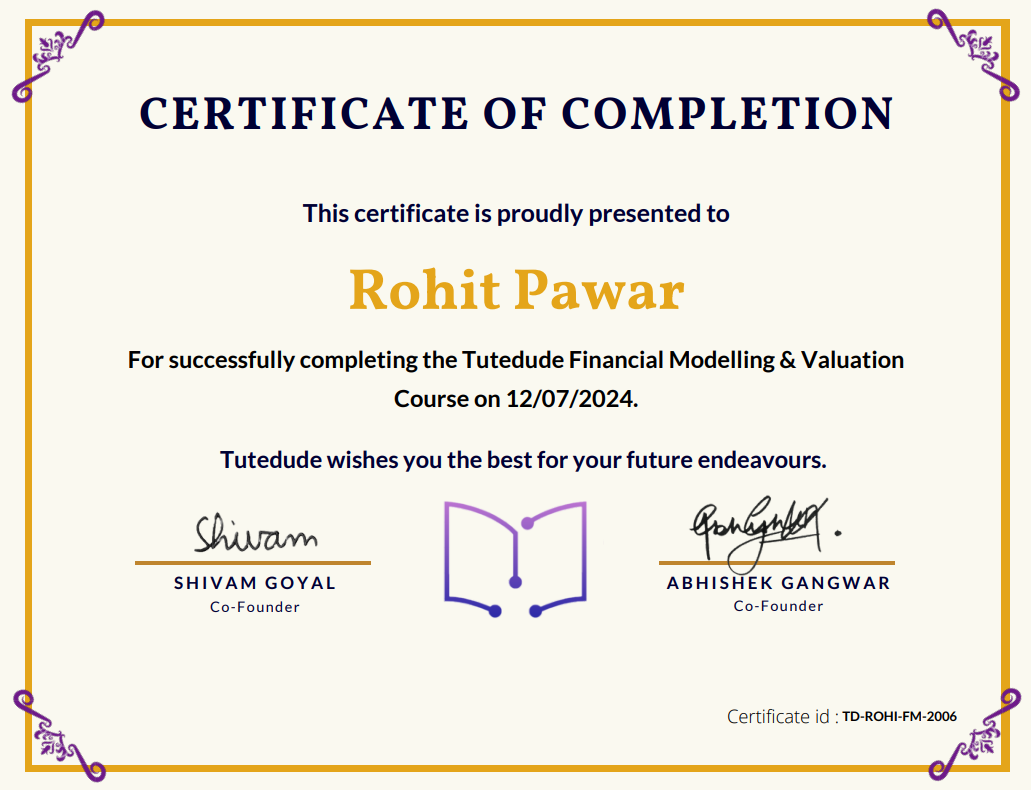 CERTIFICATE OF COMPLETION
This certificate is proudly presented to
Rohit Pawar
For successfully completing the Tutedude Financial Modelling & Valuation
Course on 12/07/2024.
Tutedude wishes you the best for your future endeavours.
Shivam
SHIVAM GOYAL
Co-Founder
ABHISHEK GANGWAR
Co-Founder
Certificate id : TD-ROHI-FM-2006